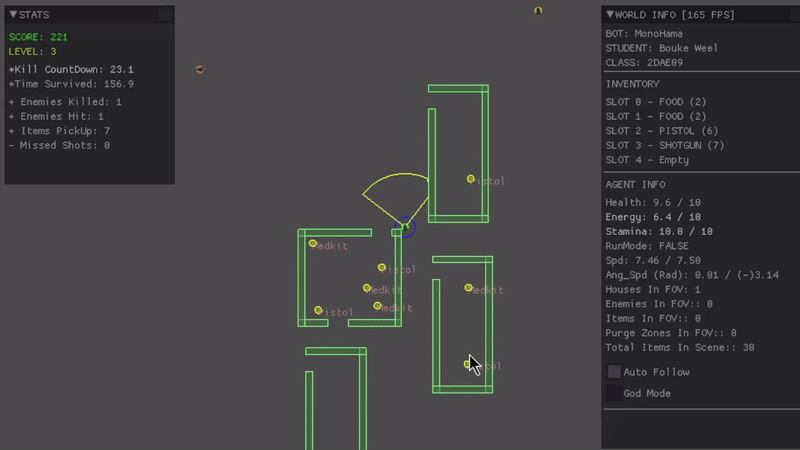 STATS
SCORE: 221
LEVEL: 3
*Kill CountDown: 23.1
*Time Survived: 156.9
+ Enemies Killed: 1
+ Enemies Hit: 1
+ Items PickUp: 7
- Missed Shots: 0
Pistol
Medkit
Pistol
Medkit
Medkit
Pistol
Medkit
WORLD INFO [165 FPS]
BOT: MonoHama
STUDENT: Bouke Weel
CLASS: 2DAE89
INVENTORY
SLOT 0 - FOOD (2)
SLOT 1 - FOOD (2)
SLOT 2 - PISTOL (6)
SLOT 3 - SHOTGUN (7)
SLOT 4 - Empty
AGENT INFO
Health: 9.6 / 10
Energy: 6.4 / 10
Stamina: 10.0 / 10
RunMode: FALSE
Spd: 7.46 / 7.50
Ang_Spd (Rad): 0.01 / (-)3.14
Houses In FOV: 1
Enemies In FOV:: 0
Items In FOV:: 0
Purge Zones In FOV:: 0
Total Items In Scene:: 30
Auto Follow
God Mode